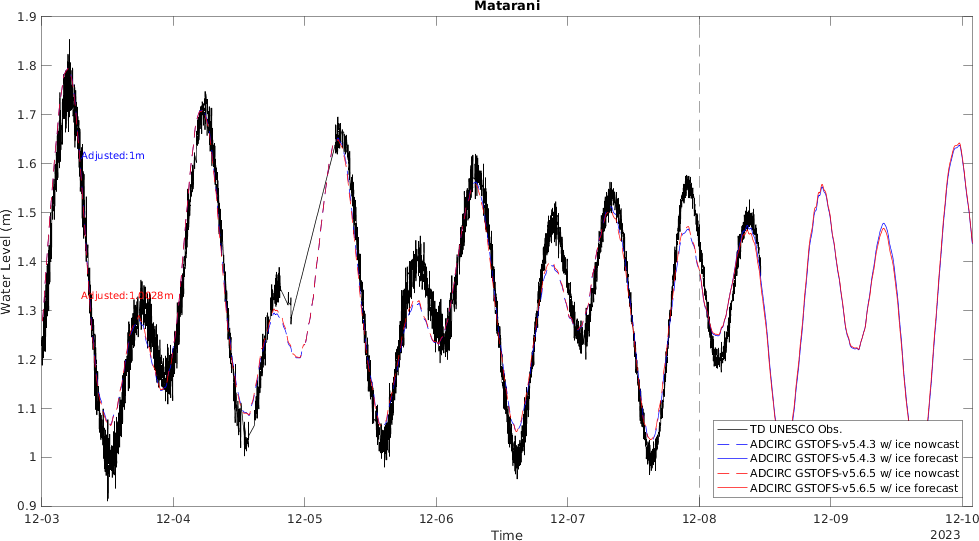 Matarani
1.9
1.8
1.7
1.6
1.5
1.4
1.3
1.2
1.1
1
0.9
Water Level (m)
Adjusted:1m
12-03
12-04
12-05
12-06
12-07
12-08
12-09
12-10
Time
2023
TD UNESCO Obs.
ADCIRC GSTOFS-v5.4.3 w/ ice nowcast
ADCIRC GSTOFS-v5.4.3 w/ ice forecast
ADCIRC GSTOFS-v5.6.5 w/ ice nowcast
ADCIRC GSTOFS-v5.6.5 w/ ice forecast